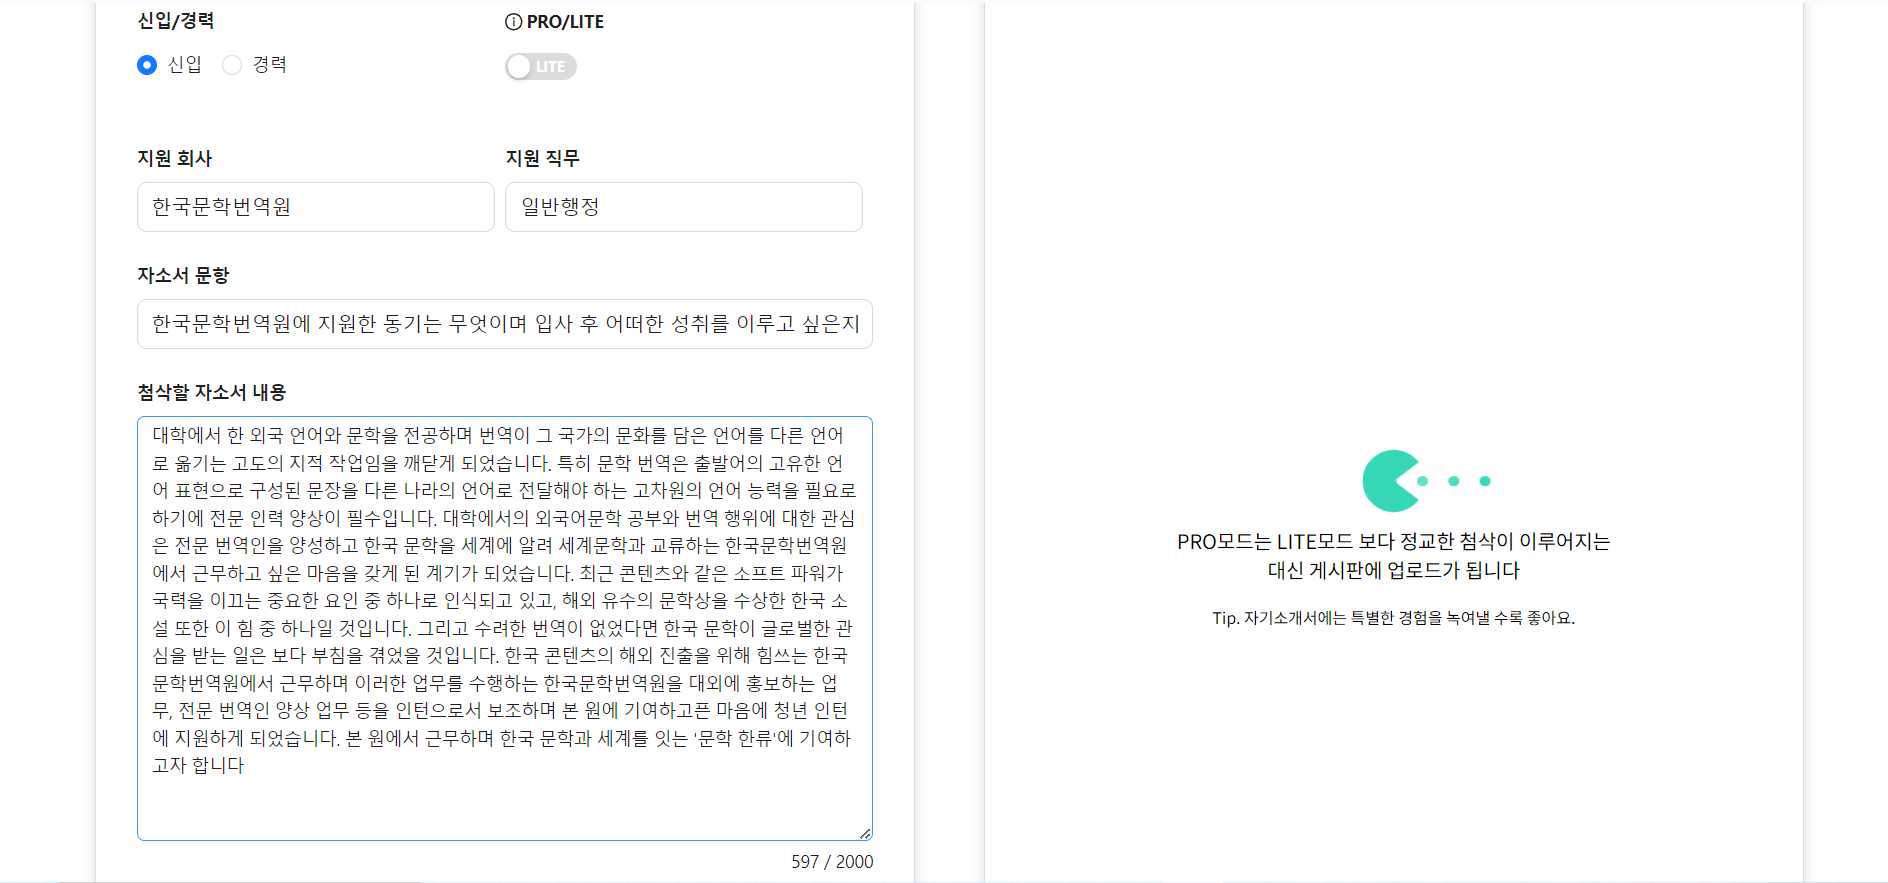 신입/경력
PRO/LITE
신입
경력
LITE
지원 회사
지원 직무
한국문학번역원
일반행정
자소서 문항
한국문학번역원에 지원한 동기는 무엇이며 입사 후 어떠한 성취를 이루고 싶은지
첨삭할 자소서 내용
대학에서 한 외국 언어와 문학을 전공하며 번역이 그 국가의 문화를 담은 언어를 다른 언어
로 옮기는 고도의 지적 작업임을 깨닫게 되었습니다. 특히 문학 번역은 출발어의 고유한 언
어 표현으로 구성된 문장을 다른 나라의 언어로 전달해야 하는 고차원의 언어 능력을 필요로
하기에 전문 인력 양상이 필수입니다. 대학에서의 외국어문학 공부와 번역 행위에 대한 관심
은 전문 번역인을 양성하고 한국 문학을 세계에 알려 세계문학과 교류하는 한국문학번역원
에서 근무하고 싶은 마음을 갖게 된 계기가 되었습니다. 최근 콘텐츠와 같은 소프트 파워가
국력을 이끄는 중요한 요인 중 하나로 인식되고 있고, 해외 유수의 문학상을 수상한 한국 소
설 또한 이 힘 중 하나일 것입니다. 그리고 수려한 번역이 없었다면 한국 문학이 글로벌한 관
심을 받는 일은 보다 부침을 겪었을 것입니다. 한국 콘텐츠의 해외 진출을 위해 힘쓰는 한국
문학번역원에서 근무하며 이러한 업무를 수행하는 한국문학번역원을 대외에 홍보하는 업
무, 전문 번역인 양상 업무 등을 인턴으로서 보조하며 본 원에 기여하고픈 마음에 청년 인턴
에 지원하게 되었습니다. 본 원에서 근무하며 한국 문학과 세계를 잇는 '문학 한류'에 기여하
고자 합니다
597 / 2000
PRO모드는 LITE모드 보다 정교한 첨삭이 이루어지는
대신 게시판에 업로드가 됩니다
Tip. 자기소개서에는 특별한 경험을 녹여낼 수록 좋아요.